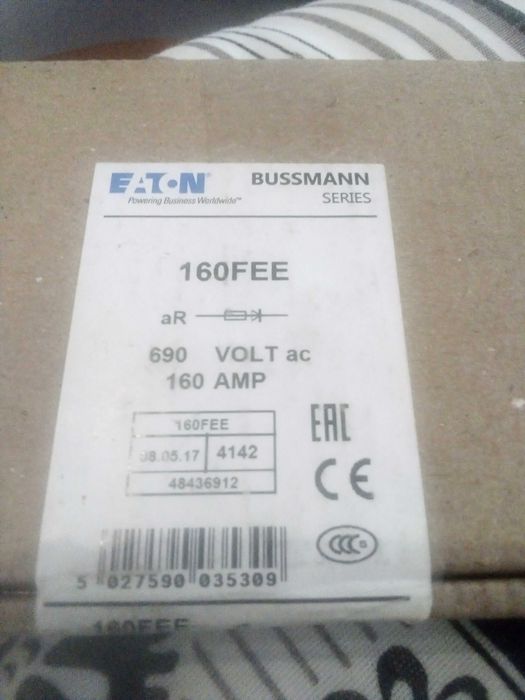 EATON BUSSMANN
Powering Business Worldwide™ SERIES
160FEE
aR
690 VOLT ac
160 AMP
160FEE
08.05.17 4142
48436912
EAC
CE
CCC S
5 027590 035309
160FEE